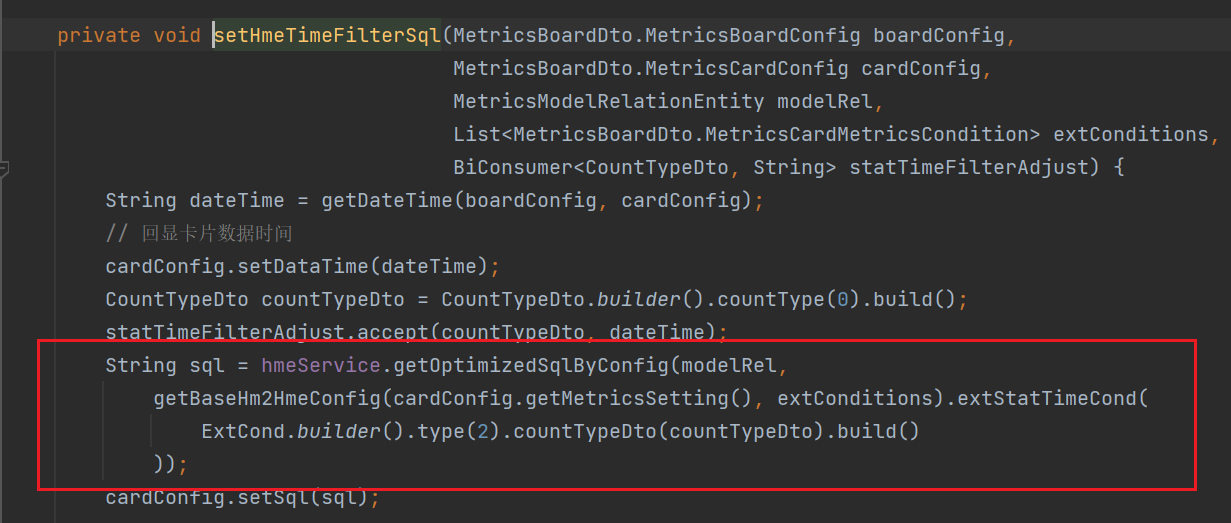 private void setHmeTimeFilterSql(MetricsBoardDto.MetricsBoardConfig boardConfig,
MetricsBoardDto.MetricsCardConfig cardConfig,
MetricsModelRelationEntity modelRel,
List<MetricsBoardDto.MetricsCardMetricsCondition> extConditions,
BiConsumer<CountTypeDto, String> statTimeFilterAdjust) {
String dateTime = getDateTime(boardConfig, cardConfig);
// 回显卡片数据时间
cardConfig.setDataTime(dateTime);
CountTypeDto countTypeDto = CountTypeDto.builder().countType(0).build();
statTimeFilterAdjust.accept(countTypeDto, dateTime);
String sql = hmeService.getOptimizedSqlByConfig(modelRel,
getBaseHm2HmeConfig(cardConfig.getMetricsSetting(), extConditions).extStatTimeCond(
ExtCond.builder().type(2).countTypeDto(countTypeDto).build()
));
cardConfig.setSql(sql);